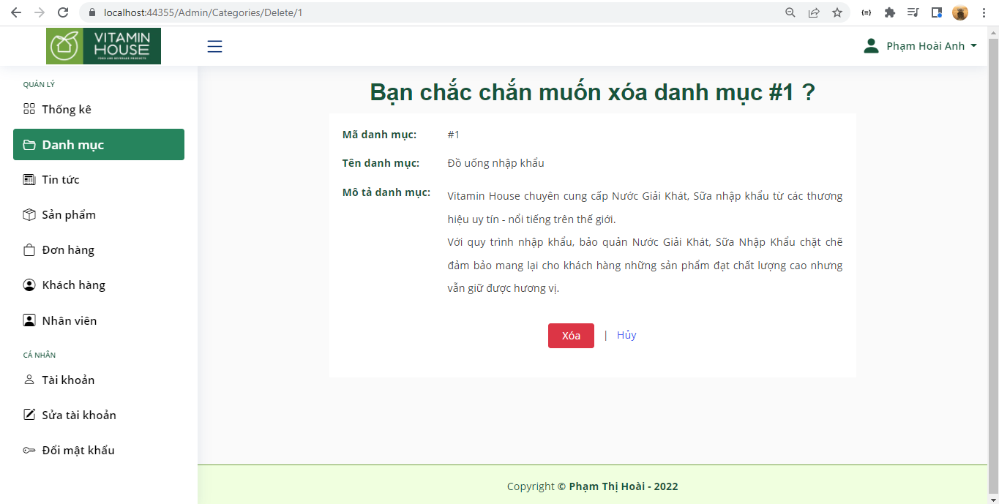 localhost:44355/Admin/Categories/Delete/1
VITAMIN
HOUSE
FOOD AND BEVERAGE PRODUCTS
Phạm Hoài Anh
QUẢN LÝ
Thống kê
Danh mục
Tin tức
Sản phẩm
Đơn hàng
Khách hàng
Nhân viên
CÁ NHÂN
Tài khoản
Sửa tài khoản
Đổi mật khẩu
Bạn chắc chắn muốn xóa danh mục #1 ?
Mã danh mục: #1
Tên danh mục: Đồ uống nhập khẩu
Mô tả danh mục: Vitamin House chuyên cung cấp Nước Giải Khát, Sữa nhập khẩu từ các thương
hiệu uy tín - nổi tiếng trên thế giới.
Với quy trình nhập khẩu, bảo quản Nước Giải Khát, Sữa Nhập Khẩu chặt chẽ
đảm bảo mang lại cho khách hàng những sản phẩm đạt chất lượng cao nhưng
vẫn giữ được hương vị.
Xóa | Hủy
Copyright © Phạm Thị Hoài - 2022